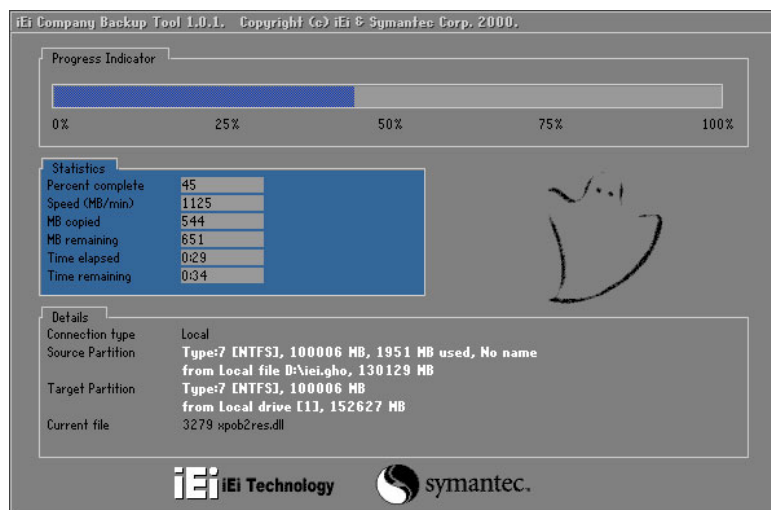 iEi Company Backup Tool 1.0.1.   Copyright (c) iEi & Symantec Corp. 2000.
Progress Indicator
0% 25% 50% 75% 100%
Statistics
Percent complete 45
Speed (MB/min) 1125
MB copied 544
MB remaining 651
Time elapsed 0:29
Time remaining 0:34
Details
Connection type Local
Source Partition Type:7 [NTFS], 100006 MB, 1951 MB used, No name
from Local file D:\iei.gho, 130129 MB
Target Partition Type:7 [NTFS], 100006 MB
from Local drive [1], 152627 MB
Current file 3279 xpob2res.dll
iEi iEi Technology symantec.